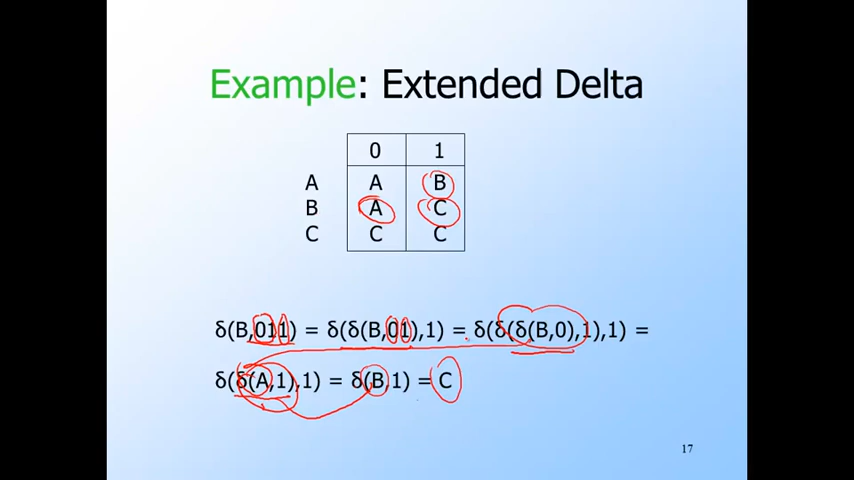 Example: Extended Delta
0 1
A A B
B A C
C C C
δ(B,011) = δ(δ(B,01),1) = δ(δ(δ(B,0),1),1) =
δ(δ(A,1),1) = δ(B,1) = C
17